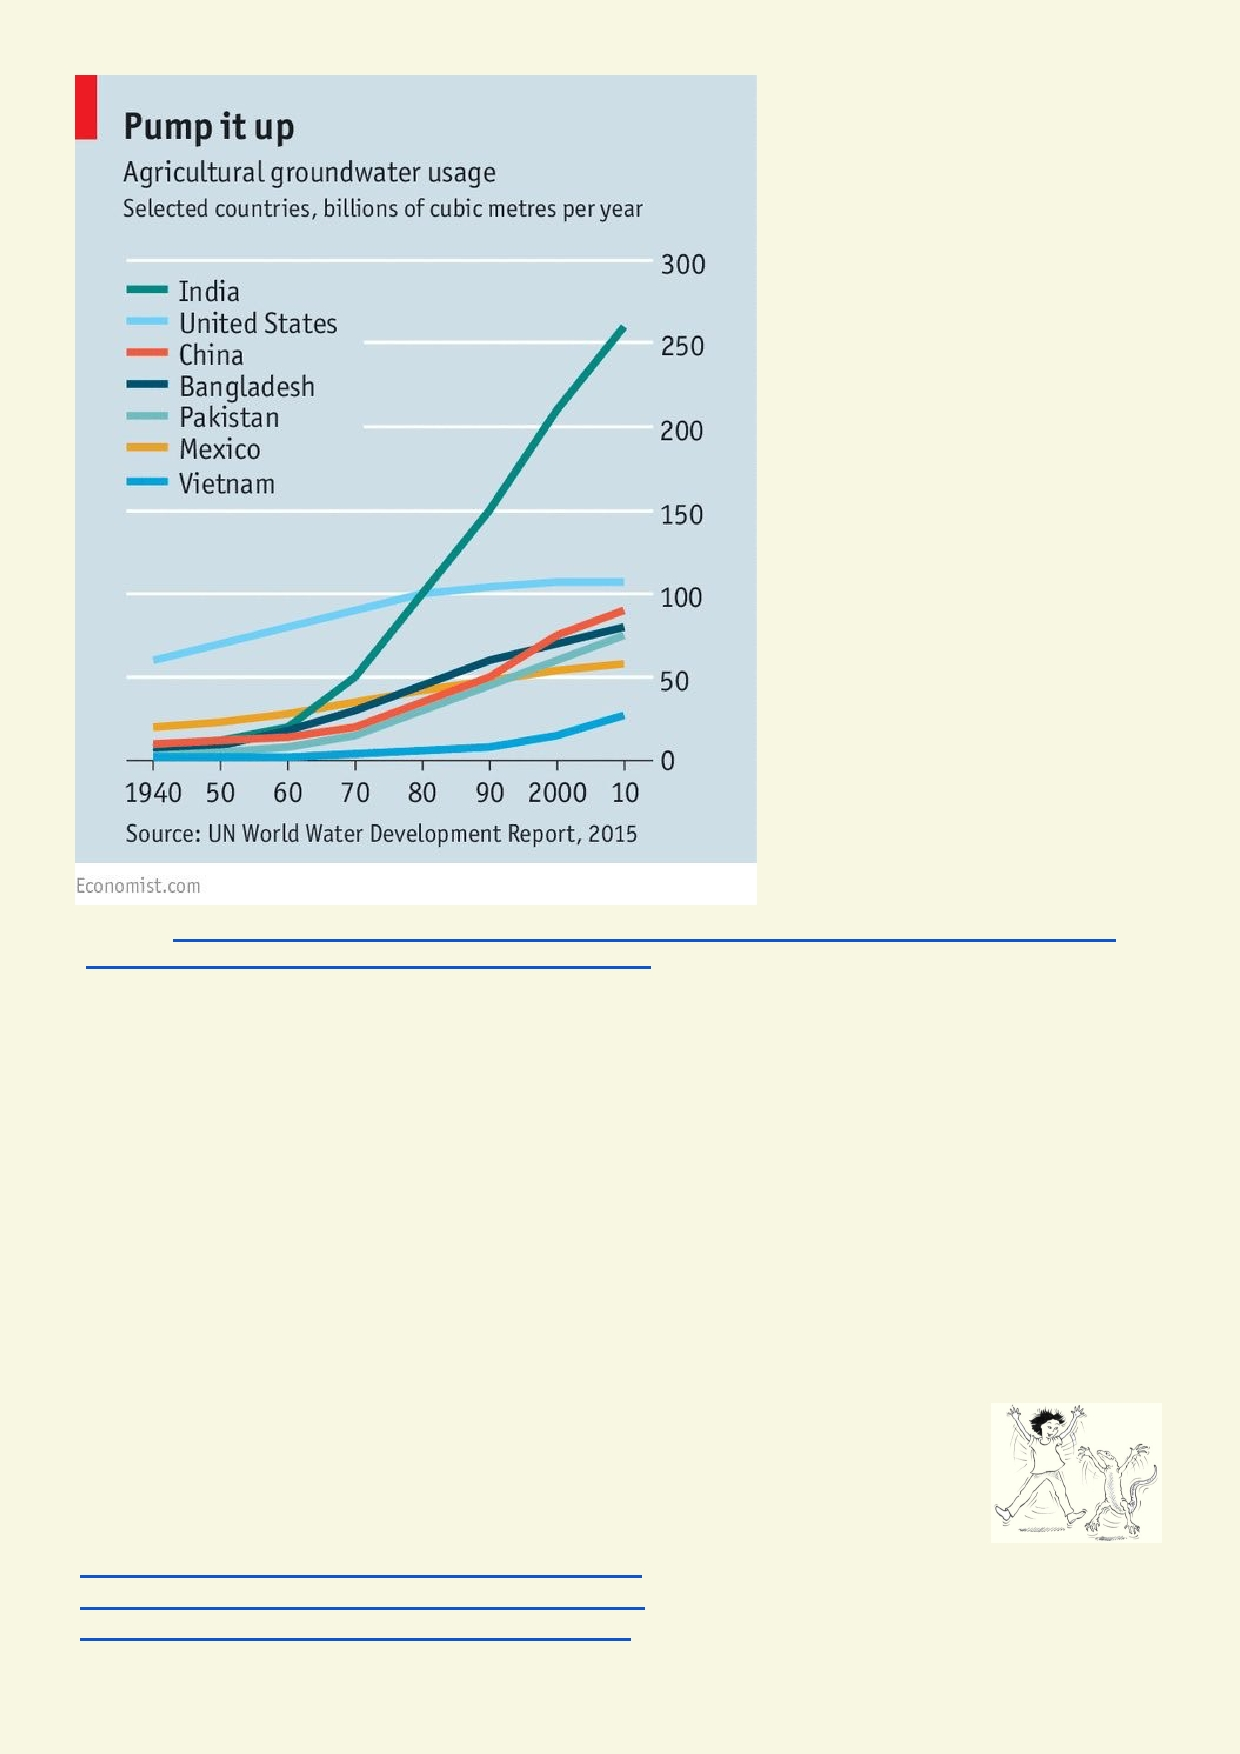 Pump it up
Agricultural groundwater usage
Selected countries, billions of cubic metres per year
300
India
United States
250
China
Bangladesh
Pakistan
200
Mexico
Vietnam
150
100
50
0
1940 50 60 70 80 90 2000 10
Source: UN World Water Development Report, 2015
Economist.com